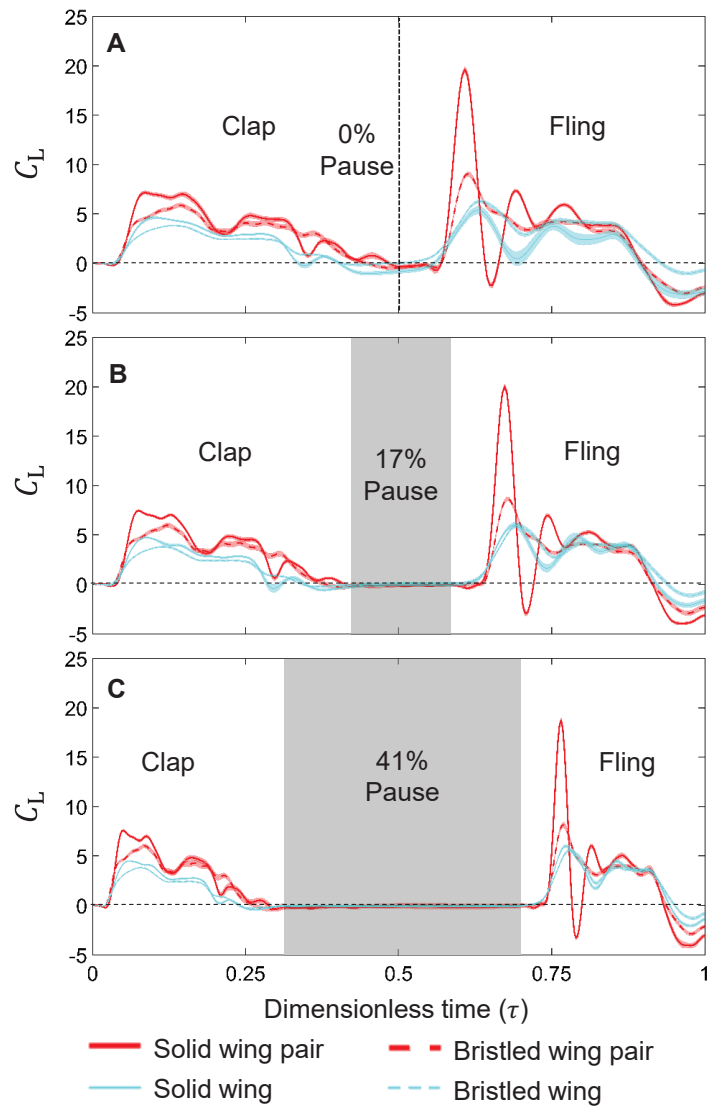 25
A
20
15
Clap
0%
Fling
Pause
10
C_L
5
0
-5
25
B
20
15
Clap
17%
Fling
Pause
10
C_L
5
0
-5
25
C
20
15
Clap
41%
Fling
Pause
10
C_L
5
0
-5
0 0.25 0.5 0.75 1
Dimensionless time (τ)
Solid wing pair Bristled wing pair
Solid wing Bristled wing